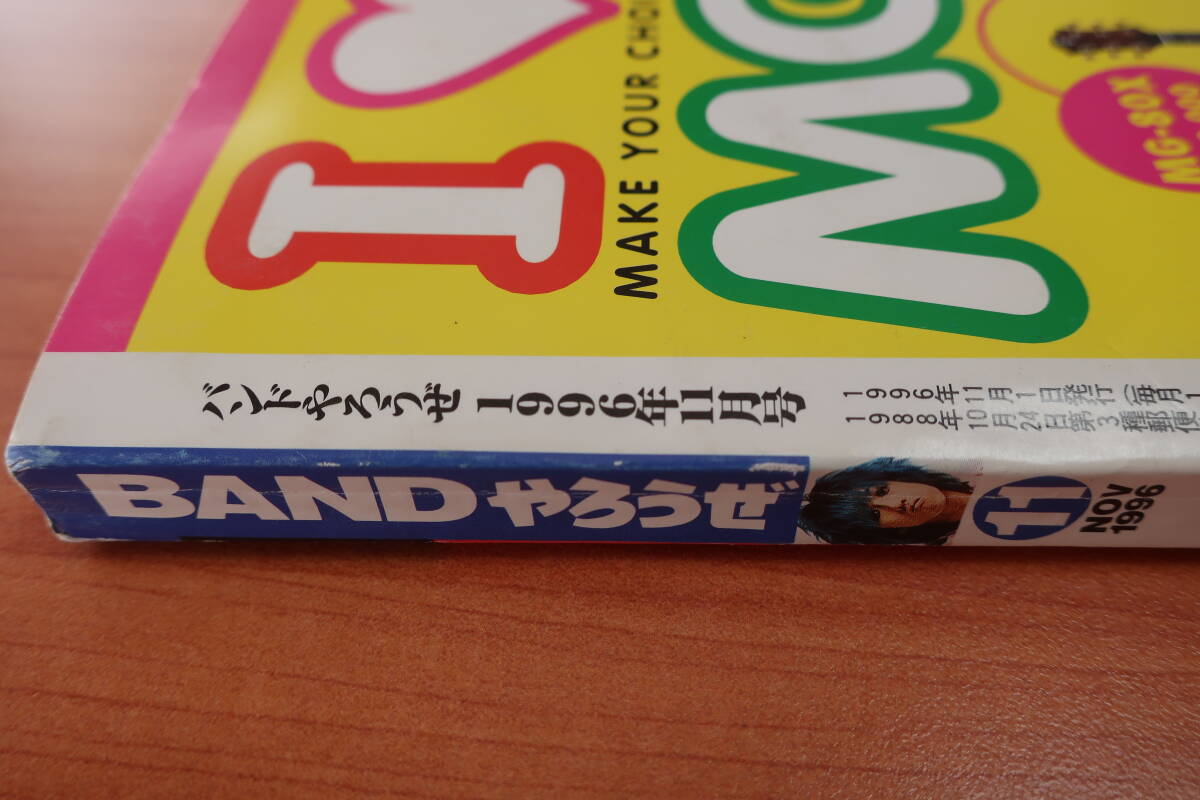 I
MAKE YOUR CHOI
MO
MG-80X
バンドやろうぜ 1996年11月号
1996年11月1日発行(毎月1
1988年10月24日第3種郵便
BANDやろうぜ
11
NOV
1996